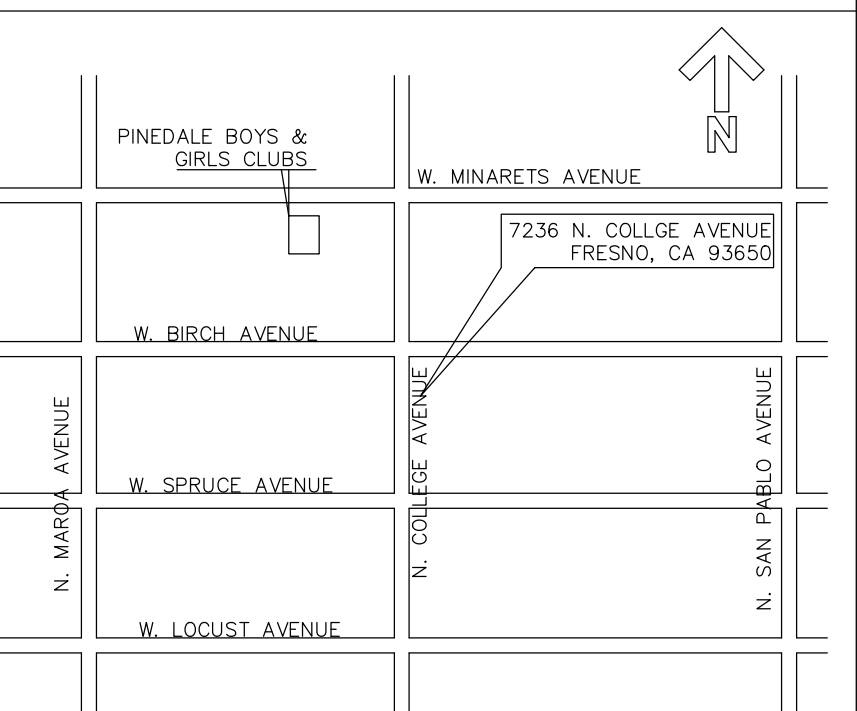 N
PINEDALE BOYS &
GIRLS CLUBS
W. MINARETS AVENUE
7236 N. COLLGE AVENUE
FRESNO, CA 93650
W. BIRCH AVENUE
N. MAROA AVENUE
N. COLLEGE AVENUE
N. SAN PABLO AVENUE
W. SPRUCE AVENUE
W. LOCUST AVENUE